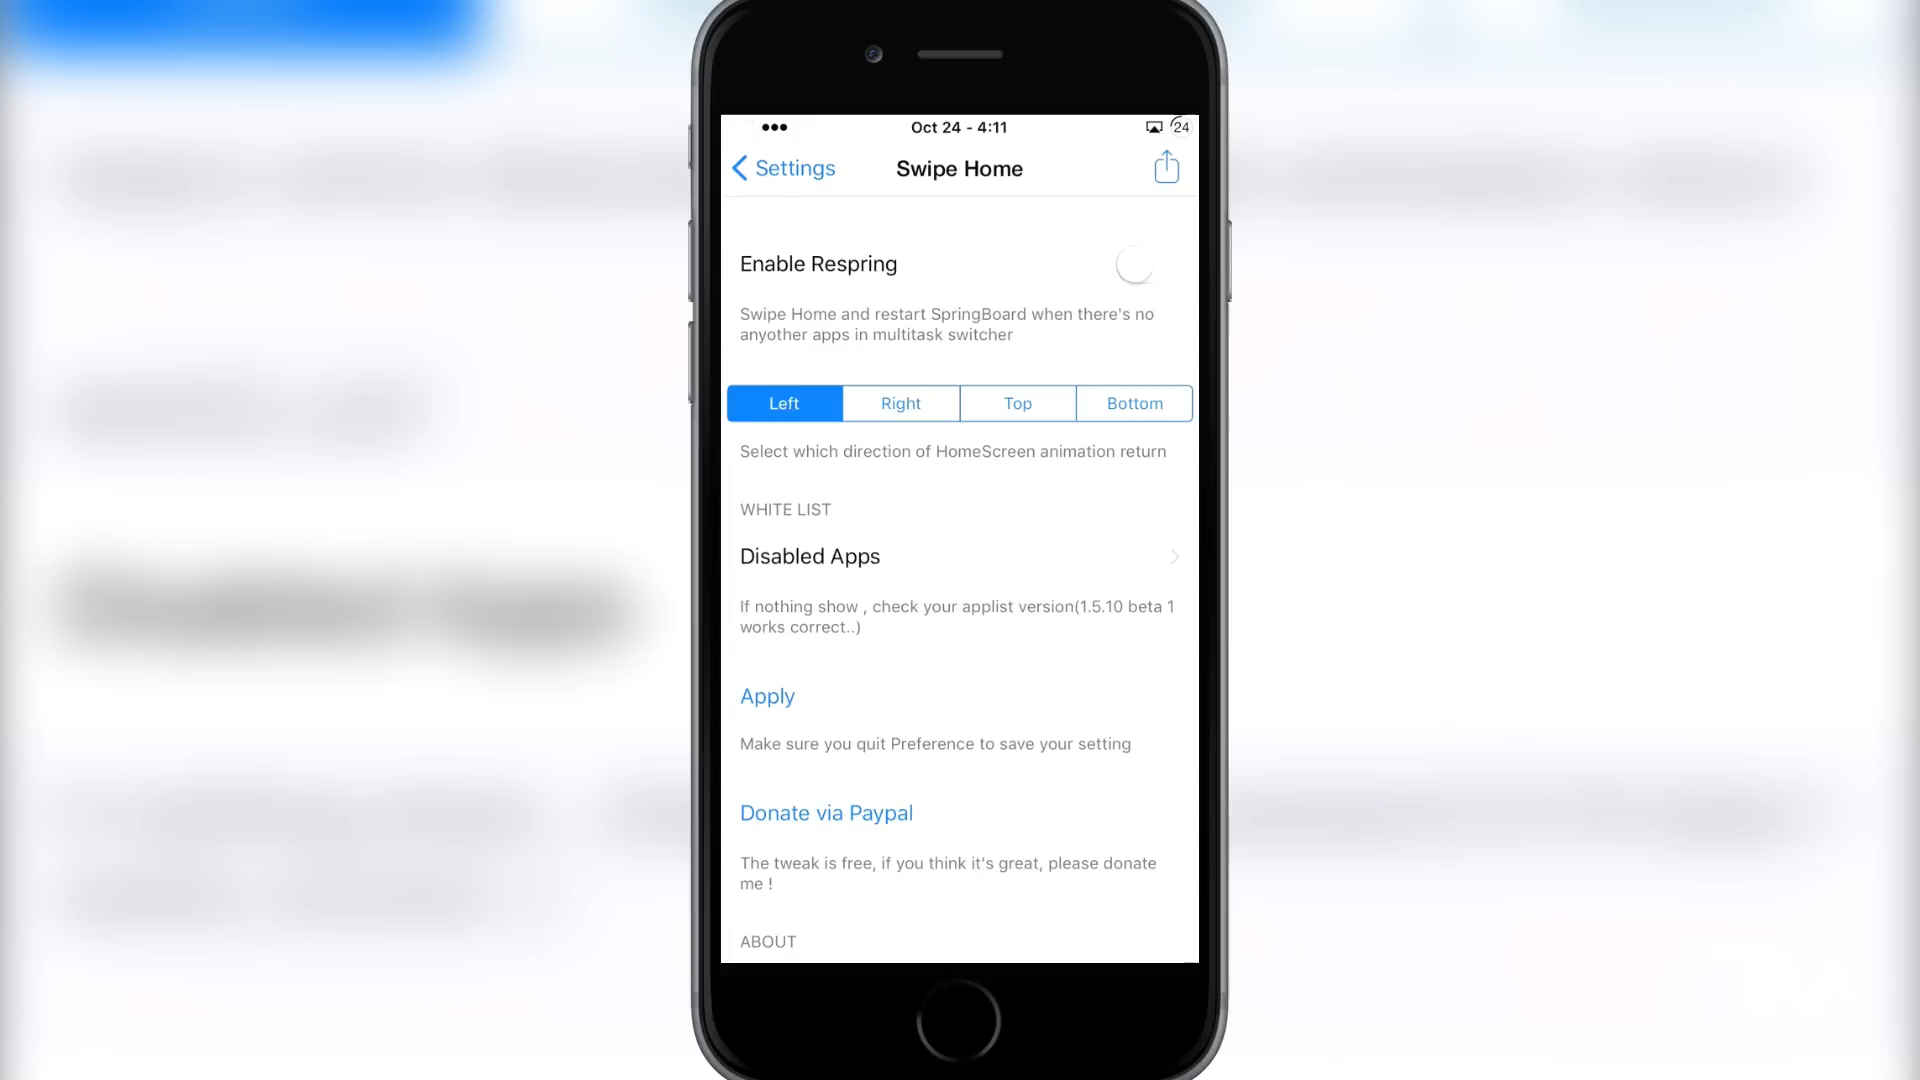 ••• Oct 24 - 4:11 24
Settings Swipe Home
Enable Respring
Swipe Home and restart SpringBoard when there's no
anyother apps in multitask switcher
Left Right Top Bottom
Select which direction of HomeScreen animation return
WHITE LIST
Disabled Apps
If nothing show , check your applist version(1.5.10 beta 1
works correct..)
Apply
Make sure you quit Preference to save your setting
Donate via Paypal
The tweak is free, if you think it's great, please donate
me !
ABOUT